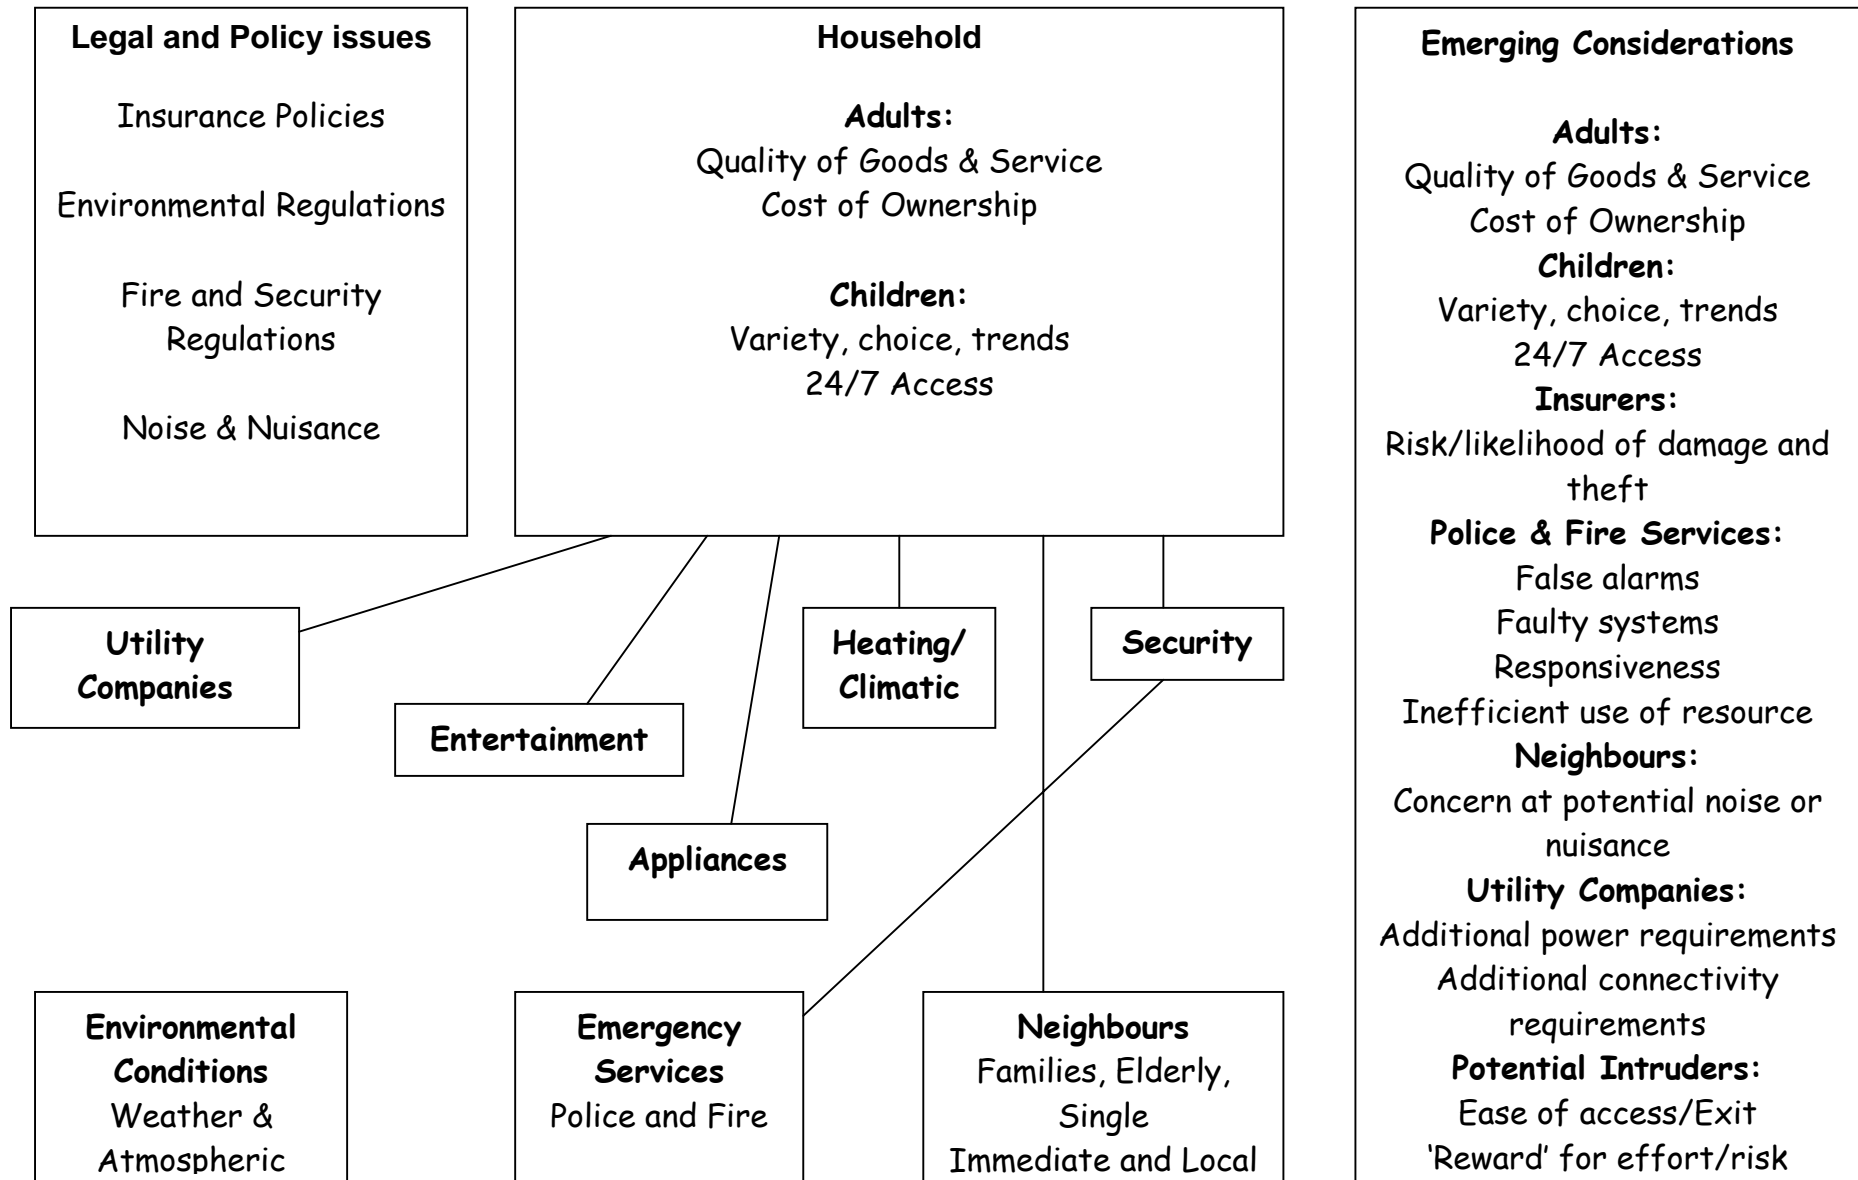 Legal and Policy issues
Insurance Policies
Environmental Regulations
Fire and Security
Regulations
Noise & Nuisance
Household
Adults:
Quality of Goods & Service
Cost of Ownership
Children:
Variety, choice, trends
24/7 Access
Emerging Considerations
Adults:
Quality of Goods & Service
Cost of Ownership
Children:
Variety, choice, trends
24/7 Access
Insurers:
Risk/likelihood of damage and
theft
Police & Fire Services:
False alarms
Faulty systems
Responsiveness
Inefficient use of resource
Neighbours:
Concern at potential noise or
nuisance
Utility Companies:
Additional power requirements
Additional connectivity
requirements
Potential Intruders:
Ease of access/Exit
‘Reward’ for effort/risk
Utility
Companies
Entertainment
Appliances
Heating/
Climatic
Security
Environmental
Conditions
Weather &
Atmospheric
Emergency
Services
Police and Fire
Neighbours
Families, Elderly,
Single
Immediate and Local